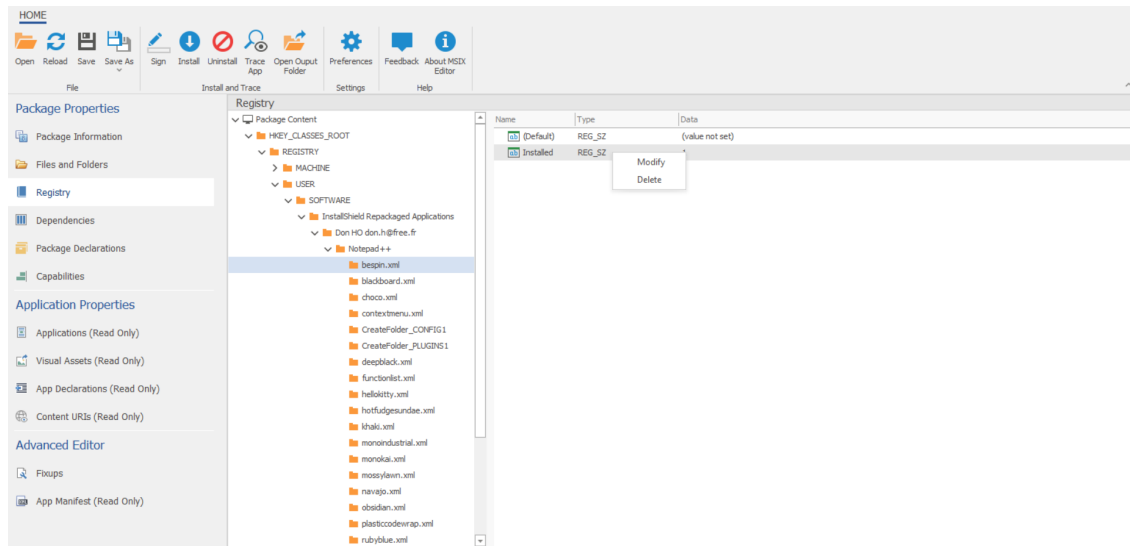 HOME
Open
Reload
Save
Save As
Sign
Install
Uninstall
Trace
App
Open Ouput
Folder
Preferences
Feedback
About MSIX
Editor
File
Install and Trace
Settings
Help
Package Properties
Package Information
Files and Folders
Registry
Dependencies
Package Declarations
Capabilities
Application Properties
Applications (Read Only)
Visual Assets (Read Only)
App Declarations (Read Only)
Content URIs (Read Only)
Advanced Editor
Fixups
App Manifest (Read Only)
Registry
Package Content
HKEY_CLASSES_ROOT
REGISTRY
MACHINE
USER
SOFTWARE
InstallShield Repackaged Applications
Don HO don.h@free.fr
Notepad++
bespin.xml
blackboard.xml
choco.xml
contextmenu.xml
CreateFolder_CONFIG1
CreateFolder_PLUGINS1
deepblack.xml
functionlist.xml
hellokitty.xml
hotfudgesundae.xml
khaki.xml
monoindustrial.xml
monokai.xml
mossylawn.xml
navajo.xml
obsidian.xml
plasticcodewrap.xml
rubyblue.xml
Name Type Data
ab (Default) REG_SZ (value not set)
ab Installed REG_SZ
Modify
Delete